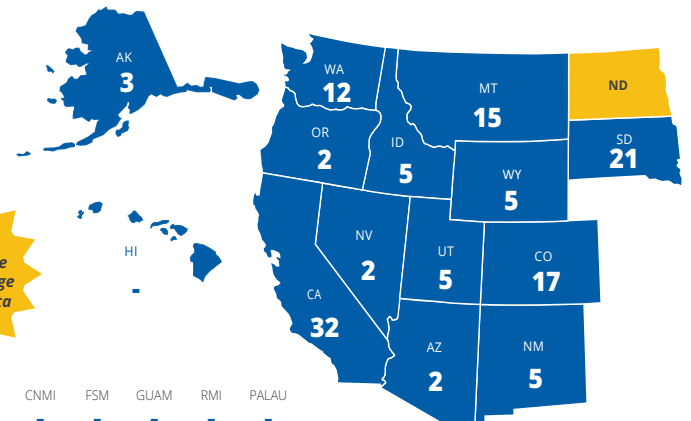 AK
3
WA
12
MT
15
ND
OR
2
ID
5
SD
21
WY
5
HI
-
NV
2
UT
5
CO
17
CA
32
AZ
2
NM
5
CNMI FSM GUAM RMI PALAU
- - - - -